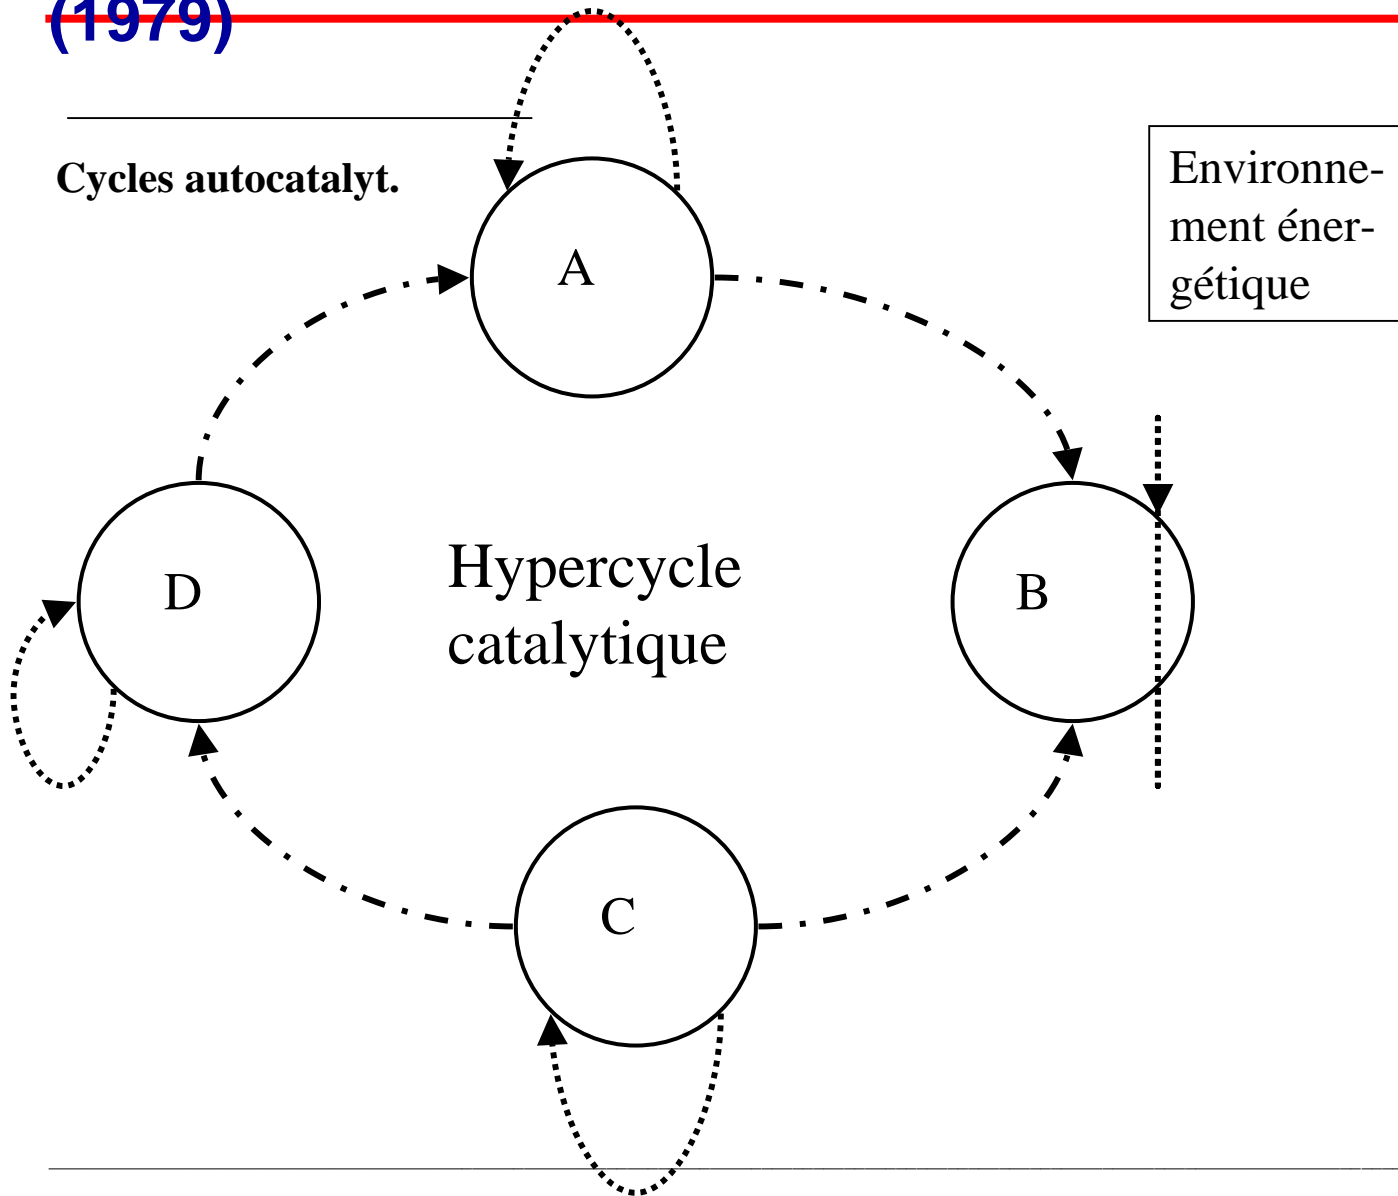 (1979)
Cycles autocatalyt.
Environne-
ment éner-
gétique
A
D
Hypercycle
catalytique
B
C